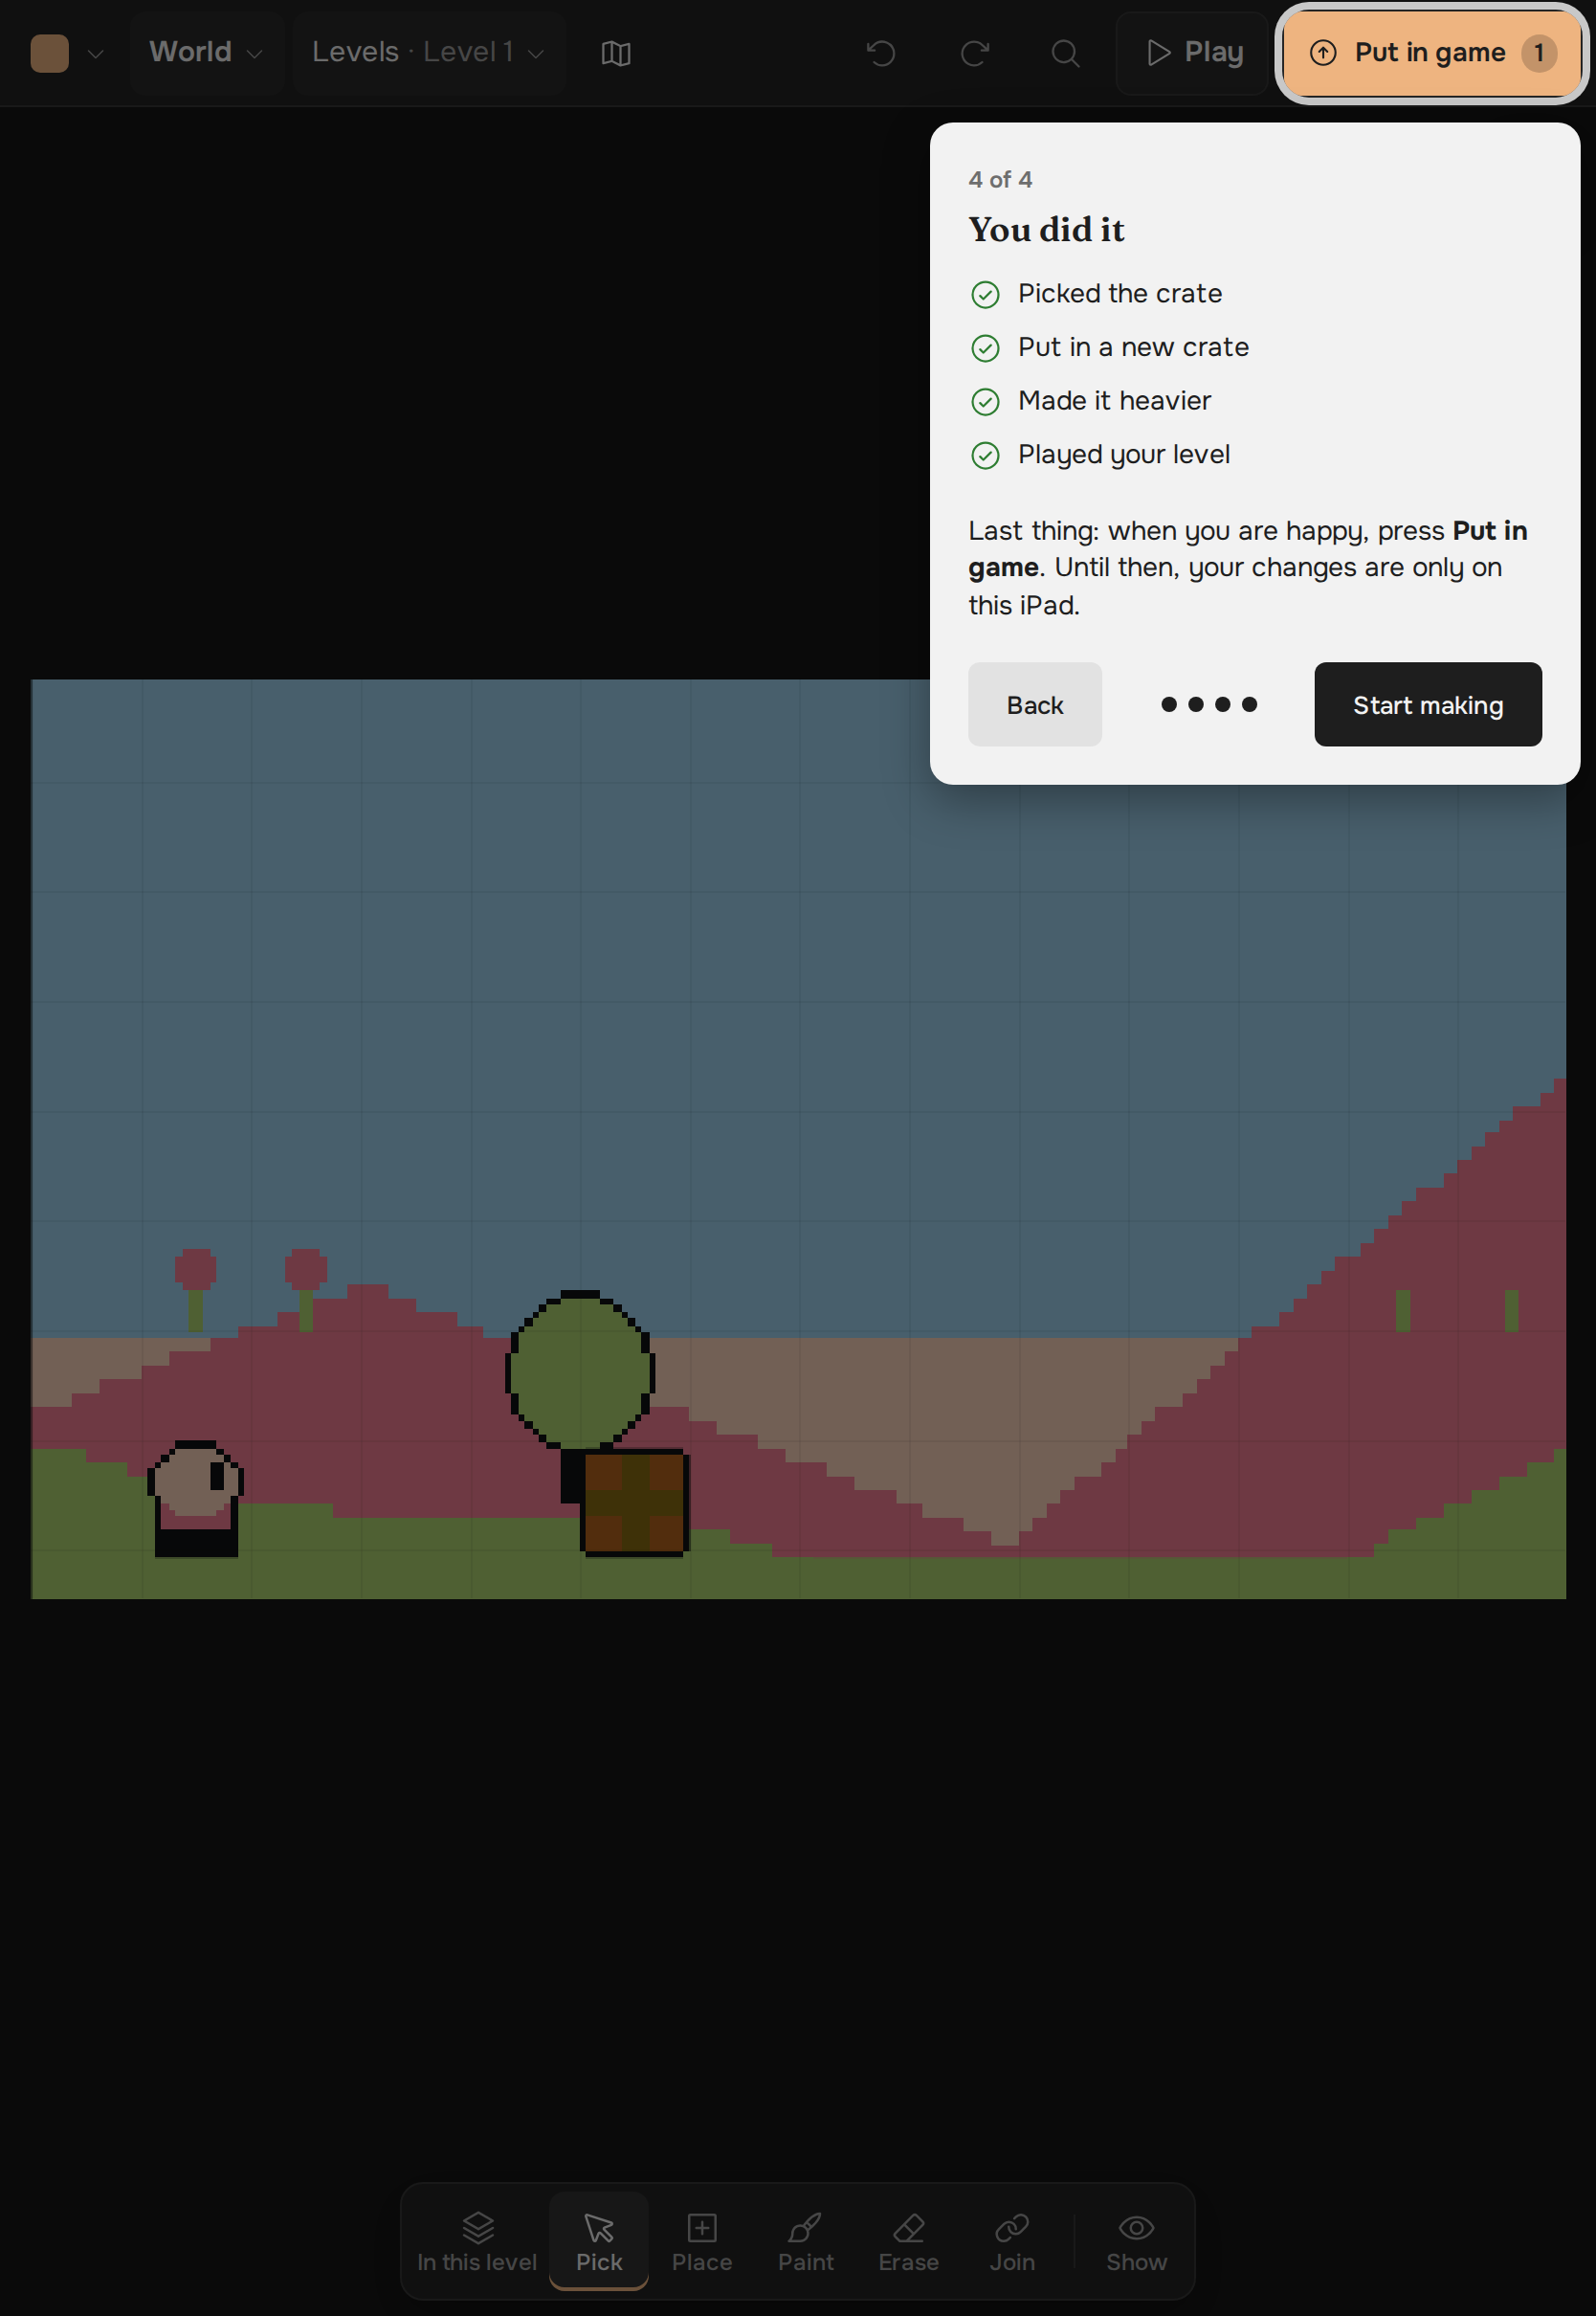 World
Levels · Level 1
Play
Put in game 1
4 of 4
You did it
Picked the crate
Put in a new crate
Made it heavier
Played your level
Last thing: when you are happy, press Put in
game. Until then, your changes are only on
this iPad.
Back
Start making
In this level
Pick
Place
Paint
Erase
Join
Show